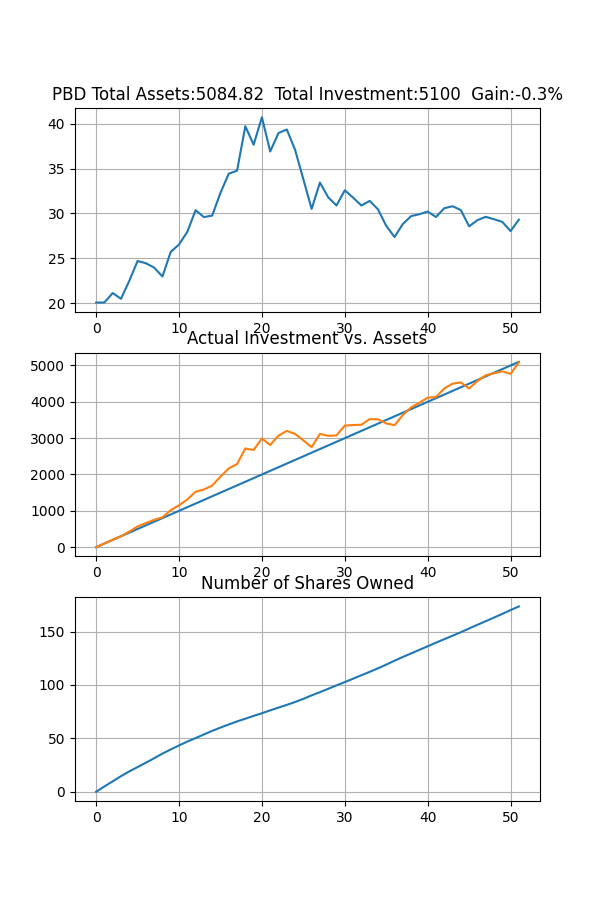 PBD Total Assets:5084.82  Total Investment:5100  Gain:-0.3%
40
35
30
25
20
0 10 20 30 40 50
Actual Investment vs. Assets
5000
4000
3000
2000
1000
0
0 10 20 30 40 50
Number of Shares Owned
150
100
50
0
0 10 20 30 40 50